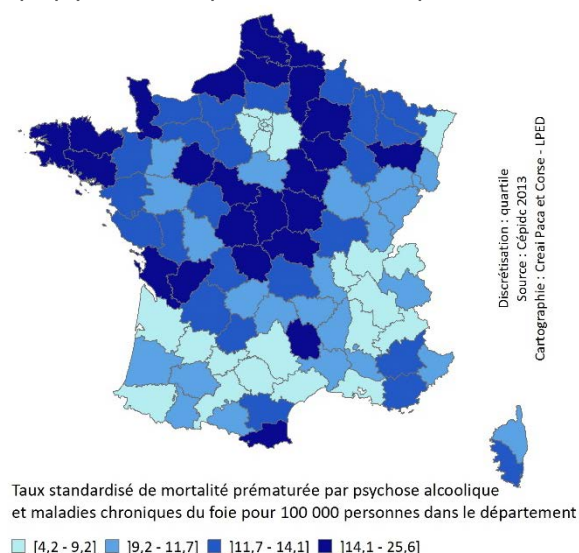 Discrétisation : quartile
Source : Cépidc 2013
Cartographie : Creai Paca et Corse - LPED
Taux standardisé de mortalité prématurée par psychose alcoolique
et maladies chroniques du foie pour 100 000 personnes dans le département
[4,2 - 9,2] ]9,2 - 11,7] ]11,7 - 14,1] ]14,1 - 25,6]